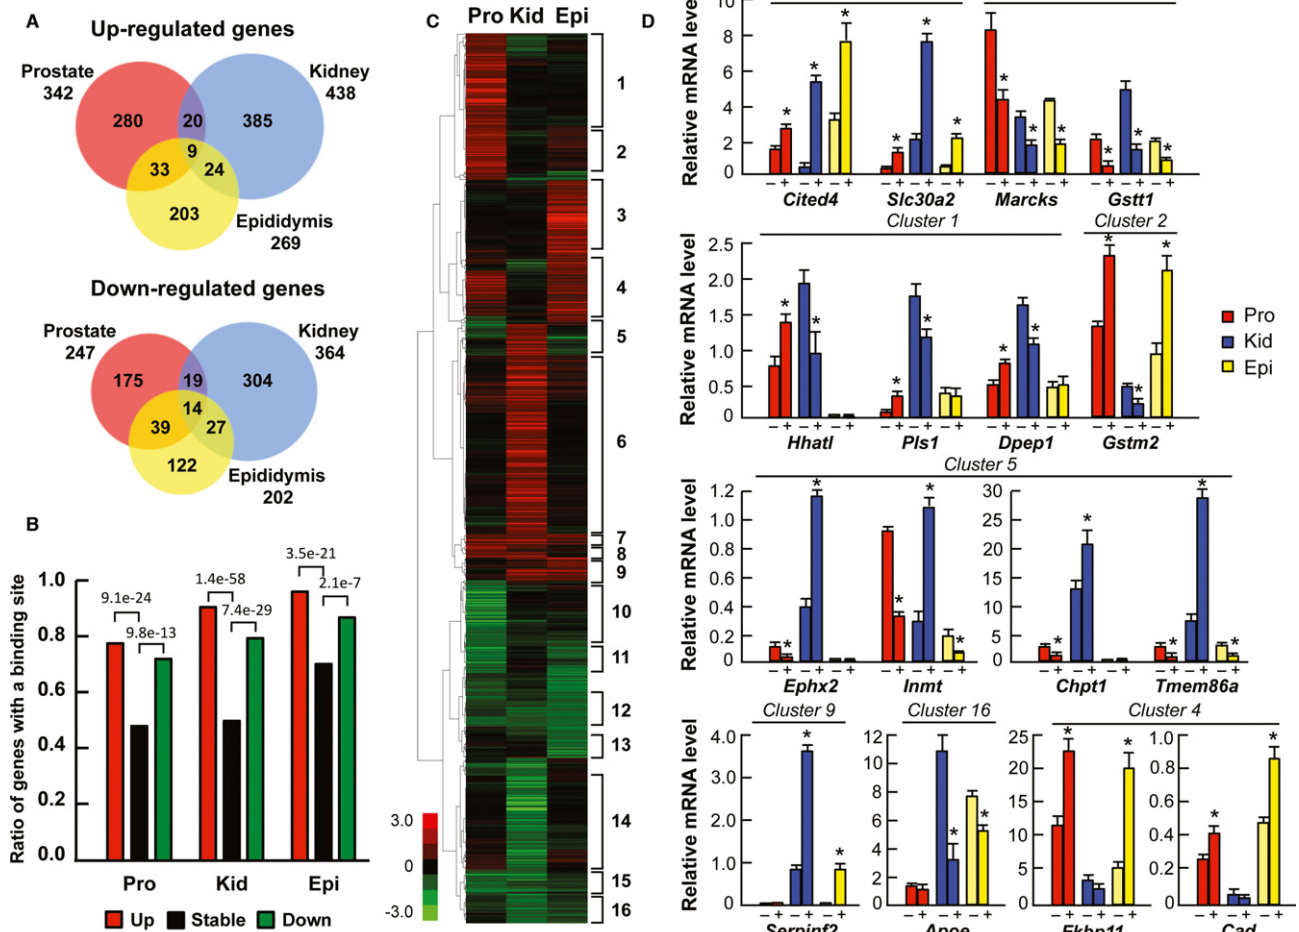 A
Up-regulated genes
Prostate
342
Kidney
438
280
20
385
9
33
24
203
Epididymis
269
Down-regulated genes
Prostate
247
Kidney
364
175
19
304
14
39
27
122
Epididymis
202
B
Ratio of genes with a binding site
1.0
0.8
0.6
0.4
0.2
0.0
9.1e-24
9.8e-13
1.4e-58
7.4e-29
3.5e-21
2.1e-7
Pro Kid Epi
Up Stable Down
C
Pro Kid Epi
1
2
3
4
5
6
7
8
9
10
11
12
13
14
15
16
3.0
0
-3.0
D
Relative mRNA level
10
8
6
4
2
0
*
*
*
*
*
*
*
*
*
*
*
*
− + − + − + − + − + − + − + − + − + − + − + − +
Cited4 Slc30a2 Marcks Gstt1
Cluster 1 Cluster 2
Relative mRNA level
2.5
2.0
1.5
1.0
0.5
0
*
*
*
*
*
*
*
*
*
− + − + − + − + − + − + − + − + − + − + − + − +
Hhatl Pls1 Dpep1 Gstm2
Pro
Kid
Epi
Cluster 5
Relative mRNA level
1.2
1.0
0.8
0.6
0.4
0.2
0
*
*
*
*
*
− + − + − + − + − + − +
Ephx2 Inmt
30
25
20
15
10
5
0
*
*
*
*
*
− + − + − + − + − + − +
Chpt1 Tmem86a
Cluster 9 Cluster 16 Cluster 4
Relative mRNA level
4.0
3.0
2.0
1.0
0
*
*
− + − + − +
Serpinf2
12
10
8
6
4
2
0
*
*
− + − + − +
Apoe
25
20
15
10
5
0
*
*
− + − + − +
Fkbp11
1.0
0.8
0.6
0.4
0.2
0
*
*
− + − + − +
Cad